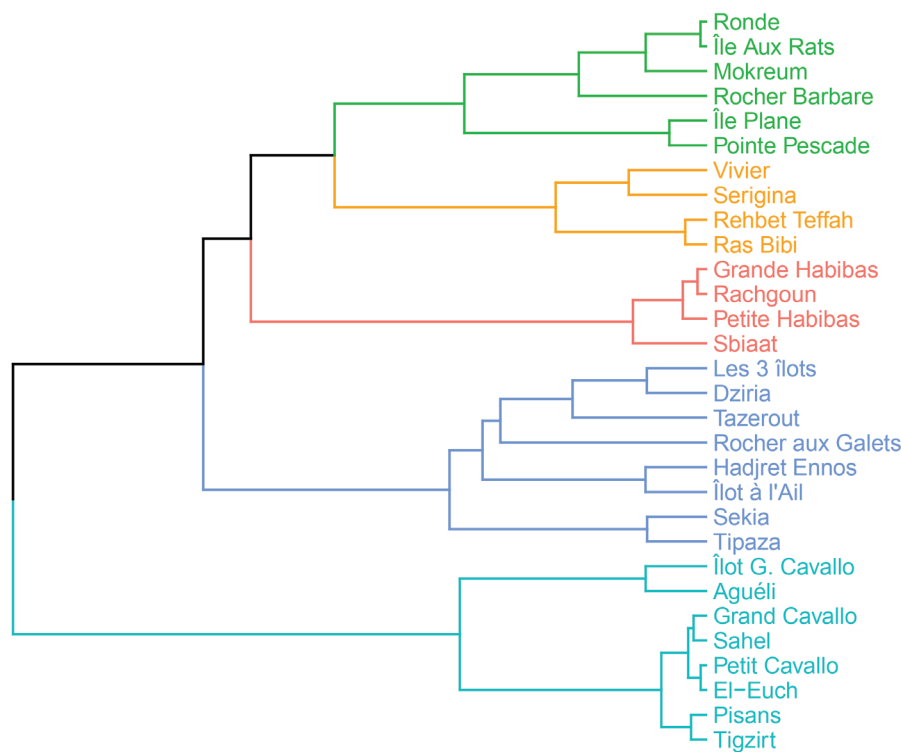 Ronde
Île Aux Rats
Mokreum
Rocher Barbare
Île Plane
Pointe Pescade
Vivier
Serigina
Rehbet Teffah
Ras Bibi
Grande Habibas
Rachgoun
Petite Habibas
Sbiaat
Les 3 îlots
Dziria
Tazerout
Rocher aux Galets
Hadjret Ennos
Îlot à l'Ail
Sekia
Tipaza
Îlot G. Cavallo
Aguéli
Grand Cavallo
Sahel
Petit Cavallo
El−Euch
Pisans
Tigzirt